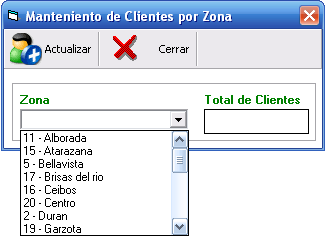 Manteniento de Clientes por Zona
Actualizar
Cerrar
Zona
Total de Clientes
11 - Alborada
15 - Atarazana
5 - Bellavista
17 - Brisas del rio
16 - Ceibos
20 - Centro
2 - Duran
19 - Garzota